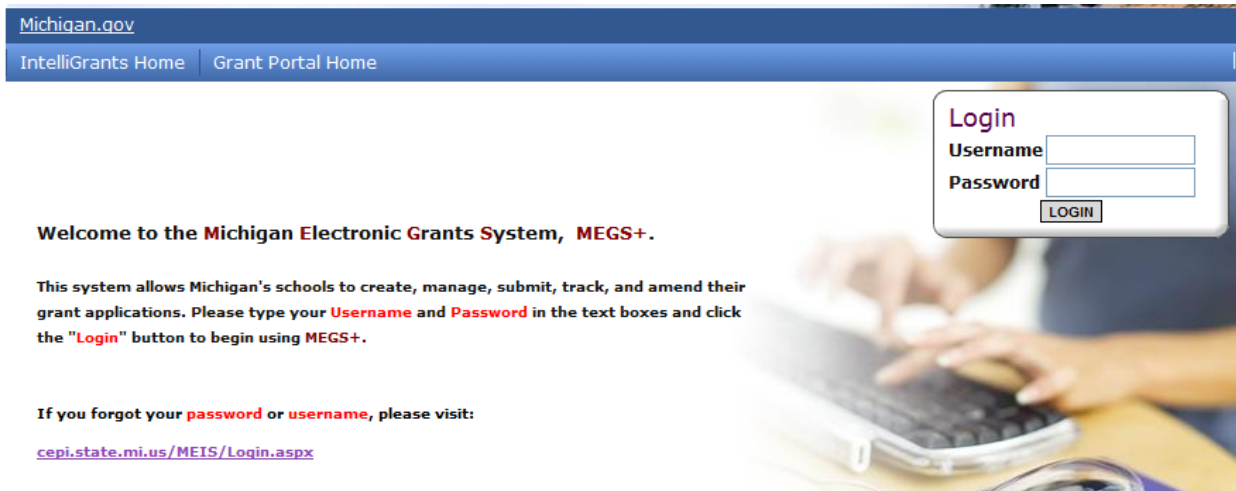 Michigan.gov
IntelliGrants Home Grant Portal Home
Login
Username
Password
LOGIN
Welcome to the Michigan Electronic Grants System, MEGS+.
This system allows Michigan's schools to create, manage, submit, track, and amend their
grant applications. Please type your Username and Password in the text boxes and click
the "Login" button to begin using MEGS+.
If you forgot your password or username, please visit:
cepi.state.mi.us/MEIS/Login.aspx